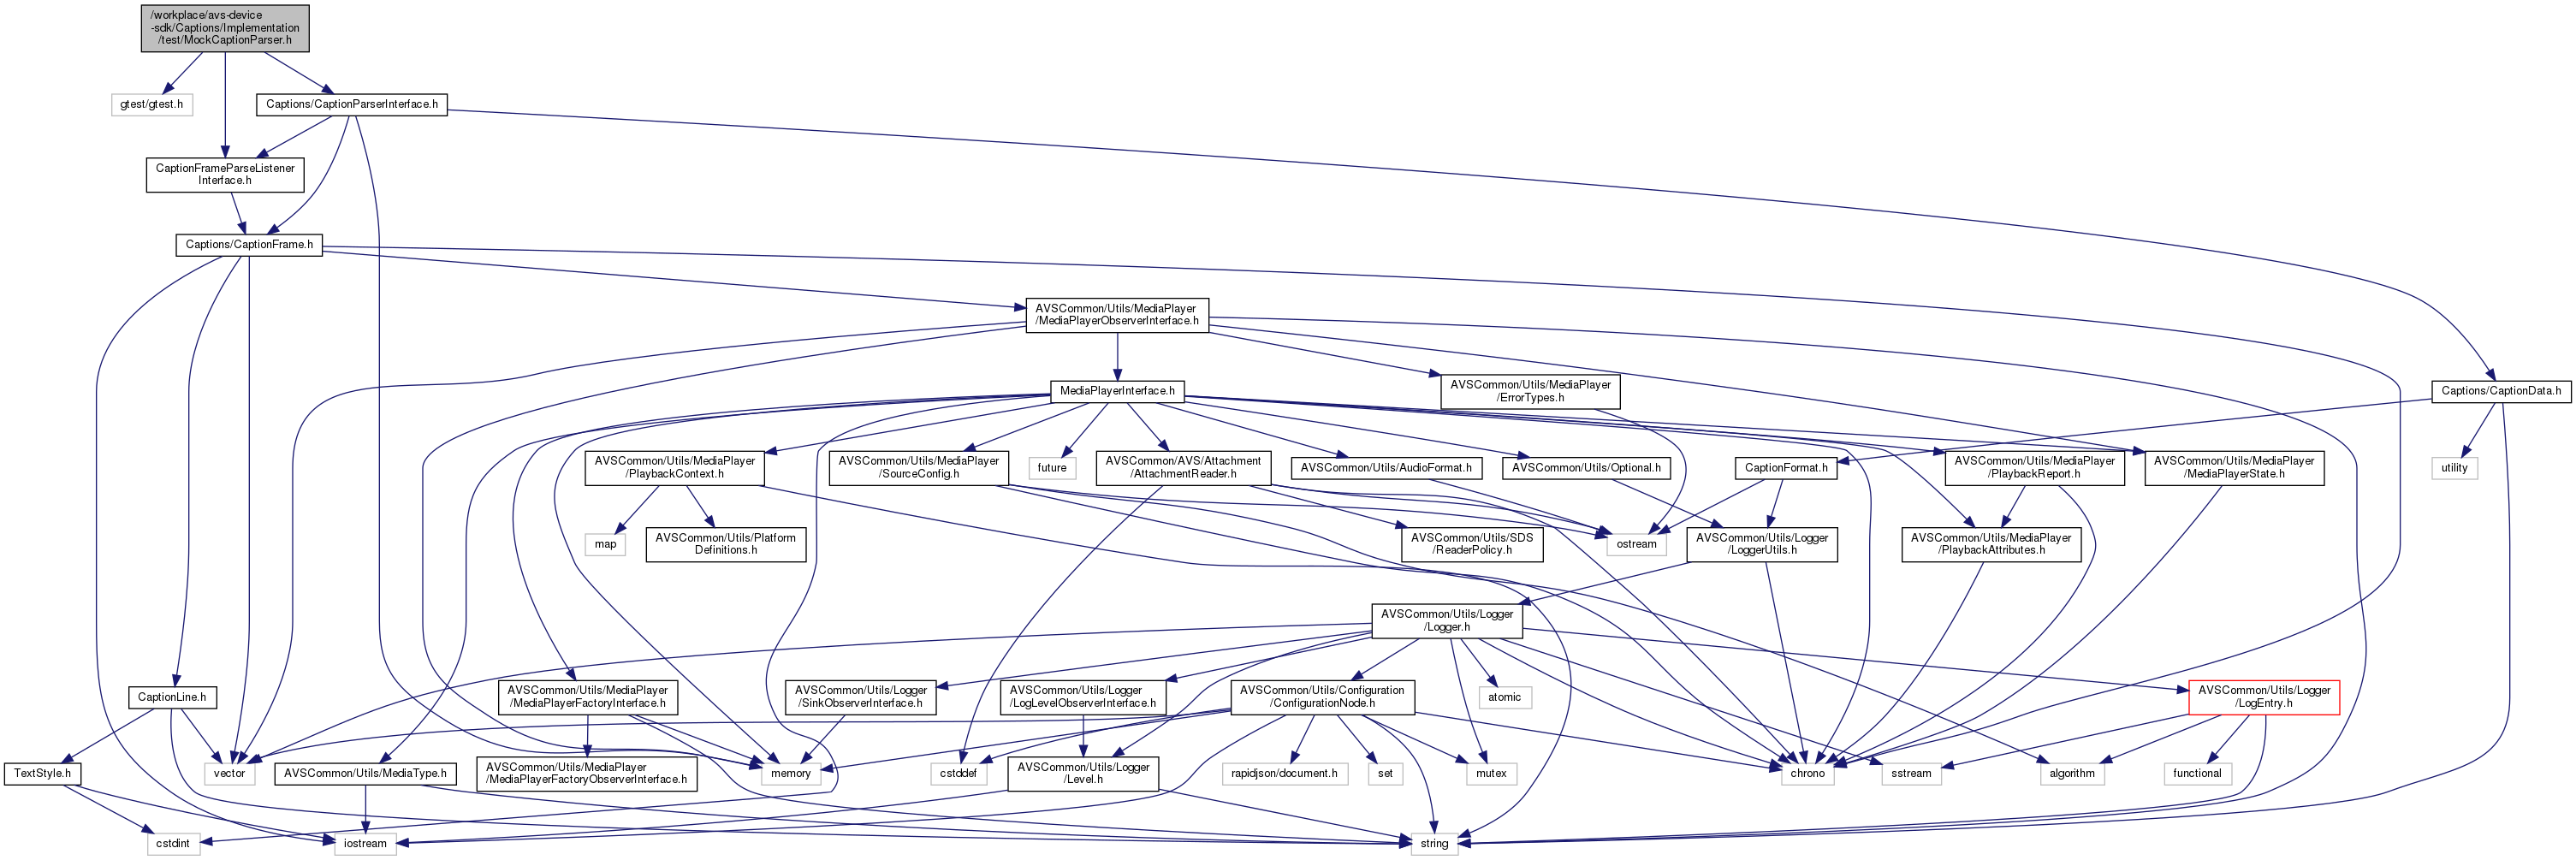 /workplace/avs-device
-sdk/Captions/Implementation
/test/MockCaptionParser.h
gtest/gtest.h
Captions/CaptionParserInterface.h
CaptionFrameParseListener
Interface.h
Captions/CaptionFrame.h
AVSCommon/Utils/MediaPlayer
/MediaPlayerObserverInterface.h
MediaPlayerInterface.h
AVSCommon/Utils/MediaPlayer
/ErrorTypes.h
Captions/CaptionData.h
AVSCommon/Utils/MediaPlayer
/PlaybackContext.h
AVSCommon/Utils/MediaPlayer
/SourceConfig.h
future
AVSCommon/AVS/Attachment
/AttachmentReader.h
AVSCommon/Utils/AudioFormat.h
AVSCommon/Utils/Optional.h
CaptionFormat.h
AVSCommon/Utils/MediaPlayer
/PlaybackReport.h
AVSCommon/Utils/MediaPlayer
/MediaPlayerState.h
utility
map
AVSCommon/Utils/Platform
Definitions.h
AVSCommon/Utils/SDS
/ReaderPolicy.h
ostream
AVSCommon/Utils/Logger
/LoggerUtils.h
AVSCommon/Utils/MediaPlayer
/PlaybackAttributes.h
AVSCommon/Utils/Logger
/Logger.h
CaptionLine.h
AVSCommon/Utils/MediaPlayer
/MediaPlayerFactoryInterface.h
AVSCommon/Utils/Logger
/SinkObserverInterface.h
AVSCommon/Utils/Logger
/LogLevelObserverInterface.h
AVSCommon/Utils/Configuration
/ConfigurationNode.h
atomic
AVSCommon/Utils/Logger
/LogEntry.h
TextStyle.h
vector
AVSCommon/Utils/MediaType.h
AVSCommon/Utils/MediaPlayer
/MediaPlayerFactoryObserverInterface.h
memory
cstddef
AVSCommon/Utils/Logger
/Level.h
rapidjson/document.h
set
mutex
chrono
sstream
algorithm
functional
cstdint
iostream
string